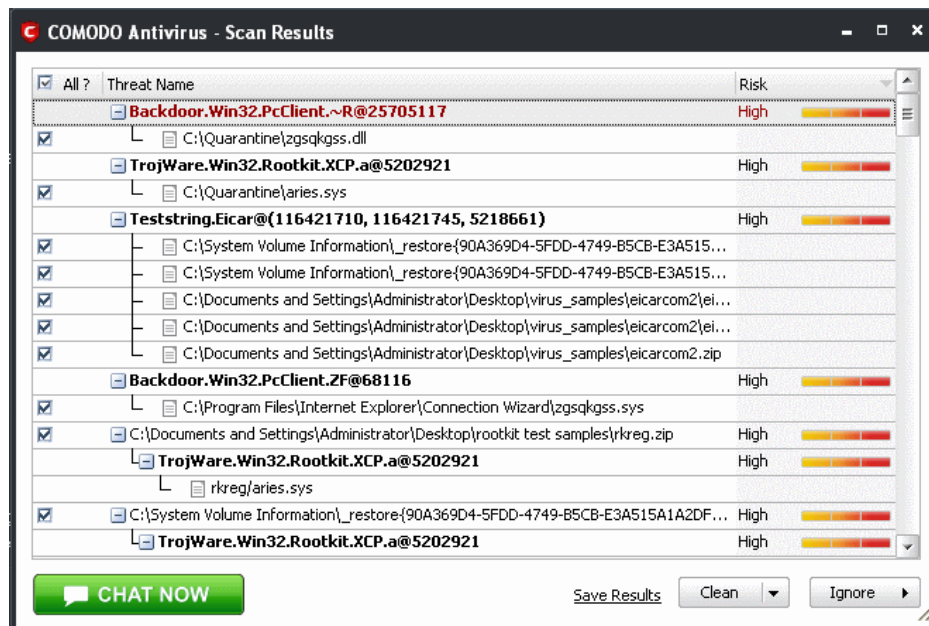 COMODO Antivirus - Scan Results
All ? Threat Name Risk
Backdoor.Win32.PcClient.~R@25705117 High
C:\Quarantine\zgsqkgss.dll
TrojWare.Win32.Rootkit.XCP.a@5202921 High
C:\Quarantine\aries.sys
Teststring.Eicar@(116421710, 116421745, 5218661) High
C:\System Volume Information\_restore{90A369D4-5FDD-4749-B5CB-E3A515...
C:\System Volume Information\_restore{90A369D4-5FDD-4749-B5CB-E3A515...
C:\Documents and Settings\Administrator\Desktop\virus_samples\eicarcom2\ei...
C:\Documents and Settings\Administrator\Desktop\virus_samples\eicarcom2\ei...
C:\Documents and Settings\Administrator\Desktop\virus_samples\eicarcom2.zip
Backdoor.Win32.PcClient.ZF@68116 High
C:\Program Files\Internet Explorer\Connection Wizard\zgsqkgss.sys
C:\Documents and Settings\Administrator\Desktop\rootkit test samples\rkreg.zip High
TrojWare.Win32.Rootkit.XCP.a@5202921 High
rkreg/aries.sys
C:\System Volume Information\_restore{90A369D4-5FDD-4749-B5CB-E3A515A1A2DF... High
TrojWare.Win32.Rootkit.XCP.a@5202921 High
CHAT NOW Save Results Clean Ignore